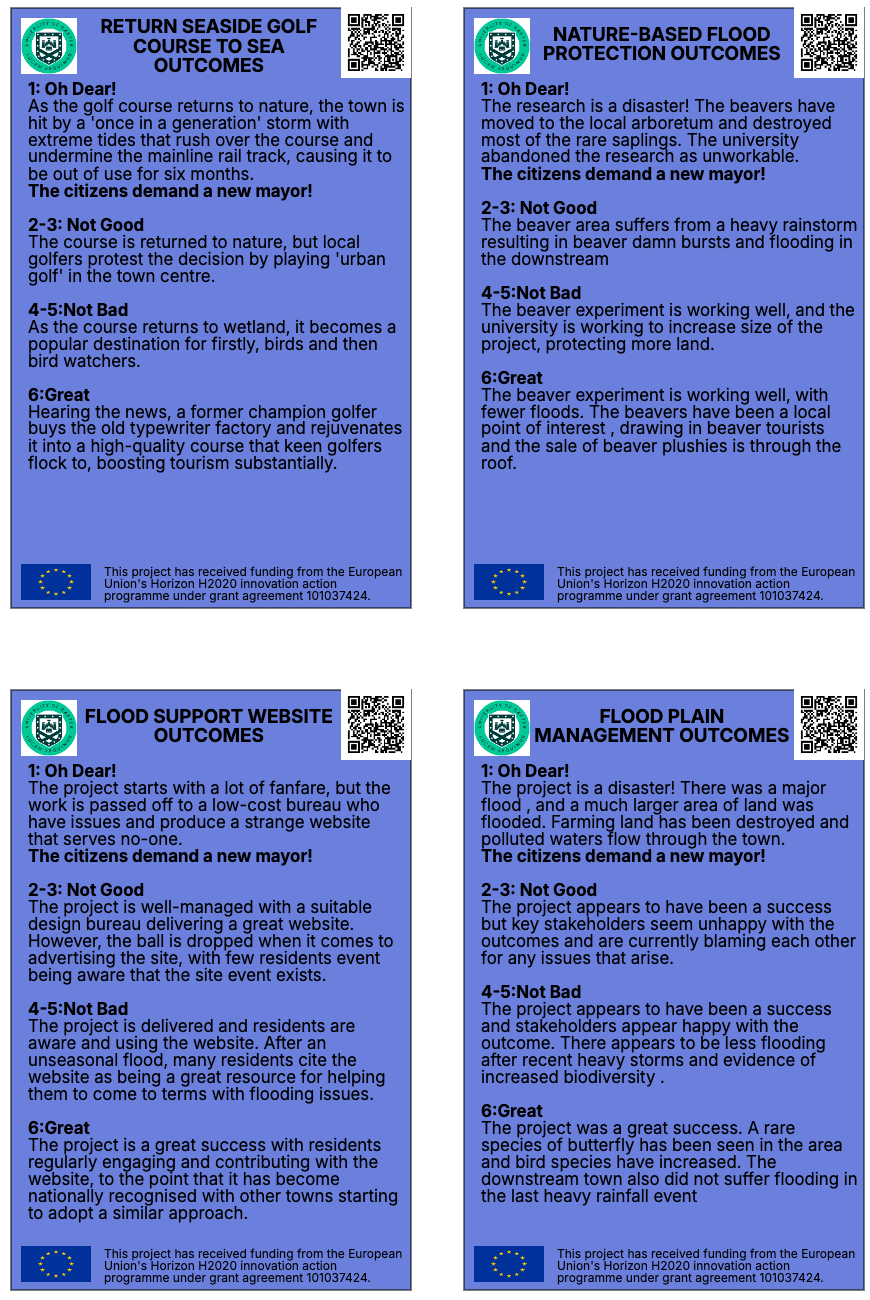 RETURN SEASIDE GOLF
COURSE TO SEA
OUTCOMES
1: Oh Dear!
As the golf course returns to nature, the town is
hit by a 'once in a generation' storm with
extreme tides that rush over the course and
undermine the mainline rail track, causing it to
be out of use for six months.
The citizens demand a new mayor!
2-3: Not Good
The course is returned to nature, but local
golfers protest the decision by playing 'urban
golf' in the town centre.
4-5:Not Bad
As the course returns to wetland, it becomes a
popular destination for firstly, birds and then
bird watchers.
6:Great
Hearing the news, a former champion golfer
buys the old typewriter factory and rejuvenates
it into a high-quality course that keen golfers
flock to, boosting tourism substantially.
This project has received funding from the European
Union's Horizon H2020 innovation action
programme under grant agreement 101037424.
NATURE-BASED FLOOD
PROTECTION OUTCOMES
1: Oh Dear!
The research is a disaster! The beavers have
moved to the local arboretum and destroyed
most of the rare saplings. The university
abandoned the research as unworkable.
The citizens demand a new mayor!
2-3: Not Good
The beaver area suffers from a heavy rainstorm
resulting in beaver damn bursts and flooding in
the downstream
4-5:Not Bad
The beaver experiment is working well, and the
university is working to increase size of the
project, protecting more land.
6:Great
The beaver experiment is working well, with
fewer floods. The beavers have been a local
point of interest , drawing in beaver tourists
and the sale of beaver plushies is through the
roof.
This project has received funding from the European
Union's Horizon H2020 innovation action
programme under grant agreement 101037424.
FLOOD SUPPORT WEBSITE
OUTCOMES
1: Oh Dear!
The project starts with a lot of fanfare, but the
work is passed off to a low-cost bureau who
have issues and produce a strange website
that serves no-one.
The citizens demand a new mayor!
2-3: Not Good
The project is well-managed with a suitable
design bureau delivering a great website.
However, the ball is dropped when it comes to
advertising the site, with few residents event
being aware that the site event exists.
4-5:Not Bad
The project is delivered and residents are
aware and using the website. After an
unseasonal flood, many residents cite the
website as being a great resource for helping
them to come to terms with flooding issues.
6:Great
The project is a great success with residents
regularly engaging and contributing with the
website, to the point that it has become
nationally recognised with other towns starting
to adopt a similar approach.
This project has received funding from the European
Union's Horizon H2020 innovation action
programme under grant agreement 101037424.
FLOOD PLAIN
MANAGEMENT OUTCOMES
1: Oh Dear!
The project is a disaster! There was a major
flood , and a much larger area of land was
flooded. Farming land has been destroyed and
polluted waters flow through the town.
The citizens demand a new mayor!
2-3: Not Good
The project appears to have been a success
but key stakeholders seem unhappy with the
outcomes and are currently blaming each other
for any issues that arise.
4-5:Not Bad
The project appears to have been a success
and stakeholders appear happy with the
outcome. There appears to be less flooding
after recent heavy storms and evidence of
increased biodiversity .
6:Great
The project was a great success. A rare
species of butterfly has been seen in the area
and bird species have increased. The
downstream town also did not suffer flooding in
the last heavy rainfall event
This project has received funding from the European
Union's Horizon H2020 innovation action
programme under grant agreement 101037424.